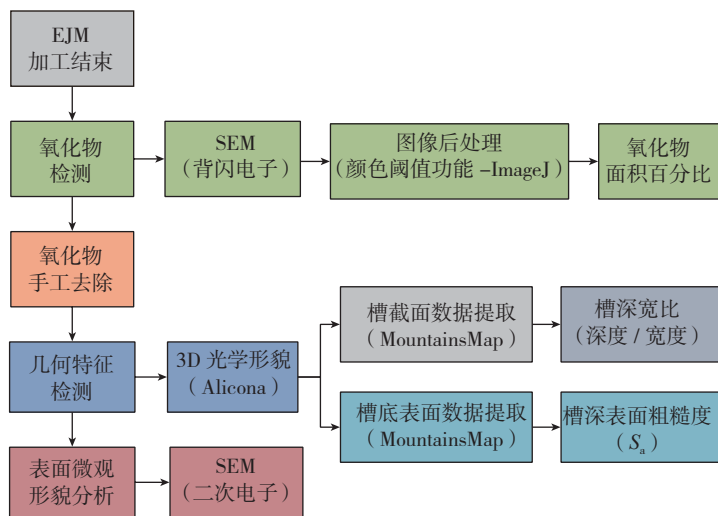 EJM
加工结束
氧化物
检测
SEM
（背闪电子）
图像后处理
（颜色阈值功能 –ImageJ）
氧化物
面积百分比
氧化物
手工去除
几何特征
检测
3D 光学形貌
（Alicona）
槽截面数据提取
（MountainsMap）
槽深宽比
（深度 / 宽度）
槽底表面数据提取
（MountainsMap）
槽深表面粗糙度
（Sa）
表面微观
形貌分析
SEM
（二次电子）